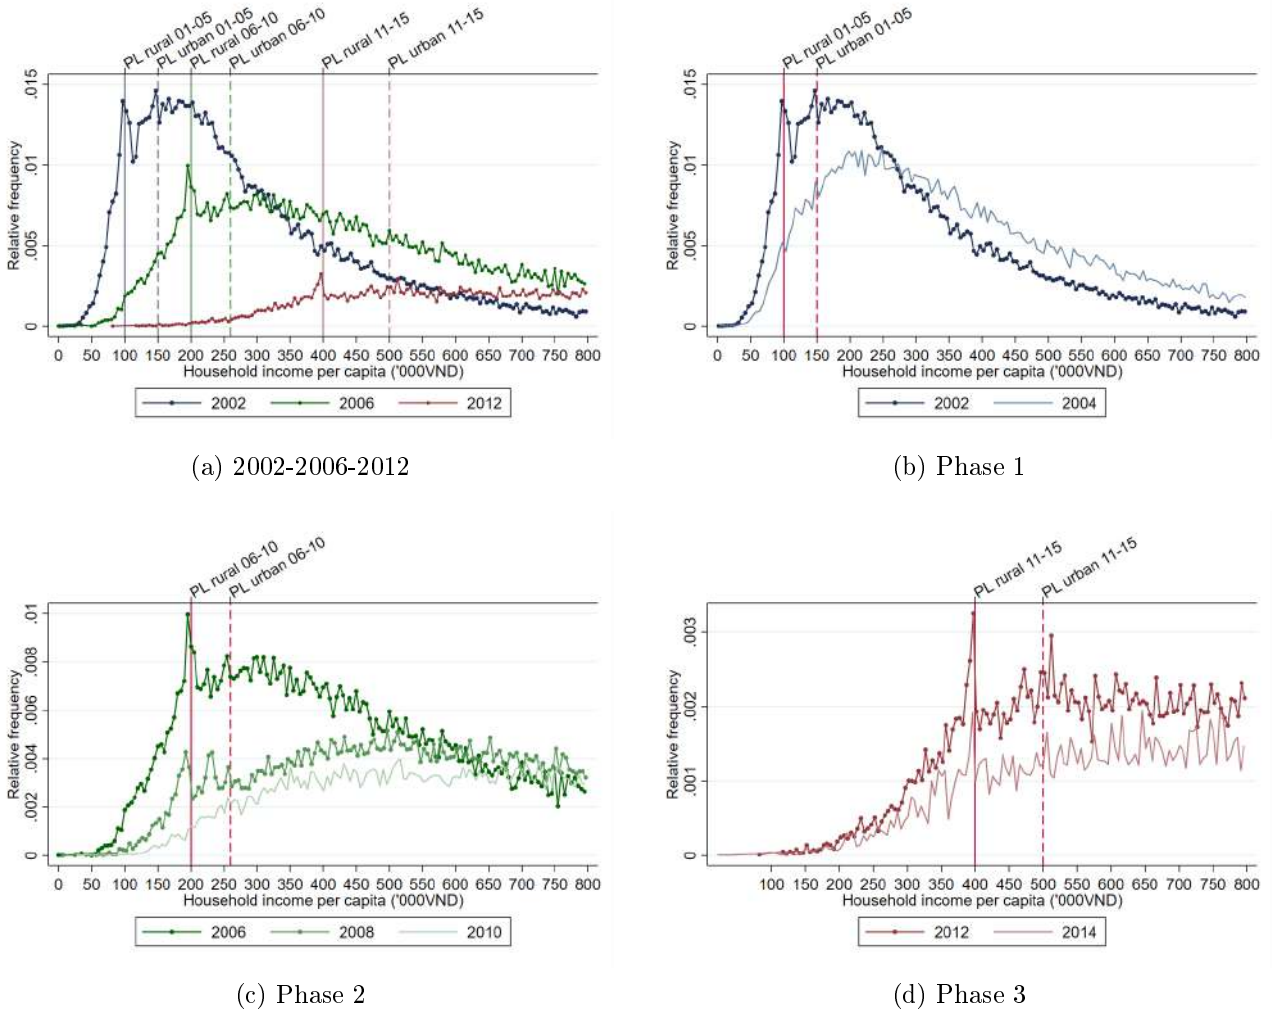 PL rural 01-05
PL urban 01-05
PL rural 06-10
PL urban 06-10
PL rural 11-15
PL urban 11-15
Relative frequency
.015
.01
.005
0
0 50 100 150 200 250 300 350 400 450 500 550 600 650 700 750 800
Household income per capita ('000VND)
2002 2006 2012
(a) 2002-2006-2012
PL rural 01-05
PL urban 01-05
Relative frequency
.015
.01
.005
0
0 50 100 150 200 250 300 350 400 450 500 550 600 650 700 750 800
Household income per capita ('000VND)
2002 2004
(b) Phase 1
PL rural 06-10
PL urban 06-10
Relative frequency
.01
.008
.006
.004
.002
0
0 50 100 150 200 250 300 350 400 450 500 550 600 650 700 750 800
Household income per capita ('000VND)
2006 2008 2010
(c) Phase 2
PL rural 11-15
PL urban 11-15
Relative frequency
.003
.002
.001
0
100 150 200 250 300 350 400 450 500 550 600 650 700 750 800
Household income per capita ('000VND)
2012 2014
(d) Phase 3